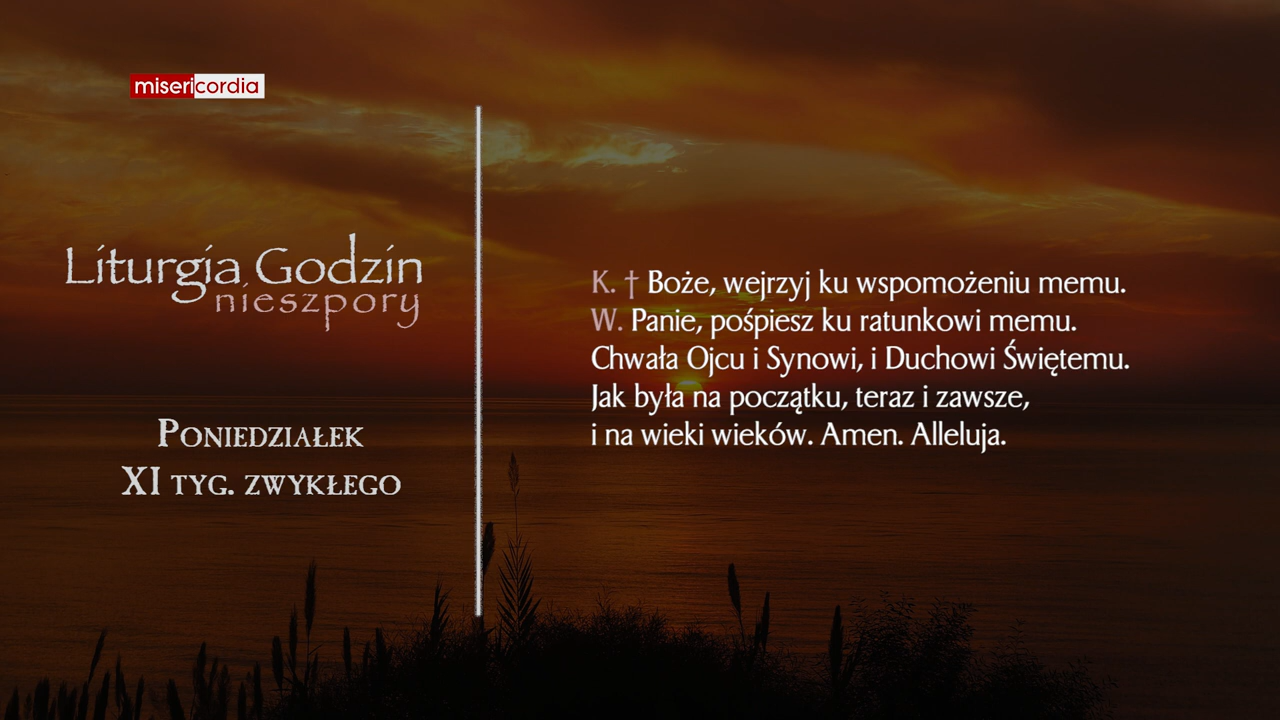 misericordia
Liturgia Godzin
nieszpory
Poniedziałek
XI tyg. zwykłego
K. † Boże, wejrzyj ku wspomożeniu memu.
W. Panie, pośpiesz ku ratunkowi memu.
Chwała Ojcu i Synowi, i Duchowi Świętemu.
Jak była na początku, teraz i zawsze,
i na wieki wieków. Amen. Alleluja.